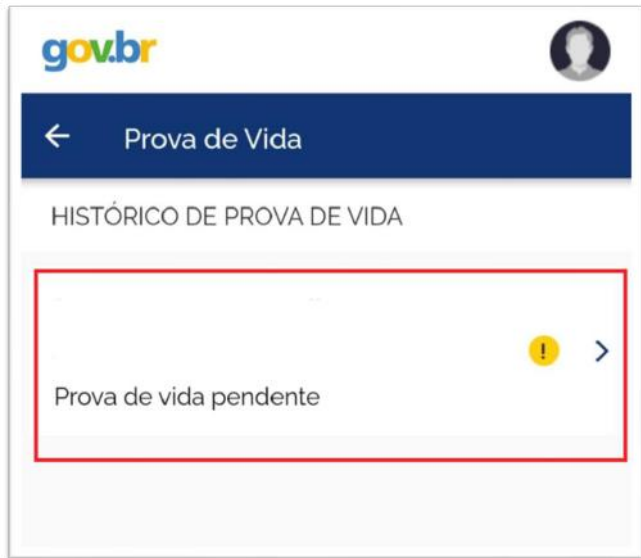 gov.br
Prova de Vida
HISTÓRICO DE PROVA DE VIDA
!
Prova de vida pendente